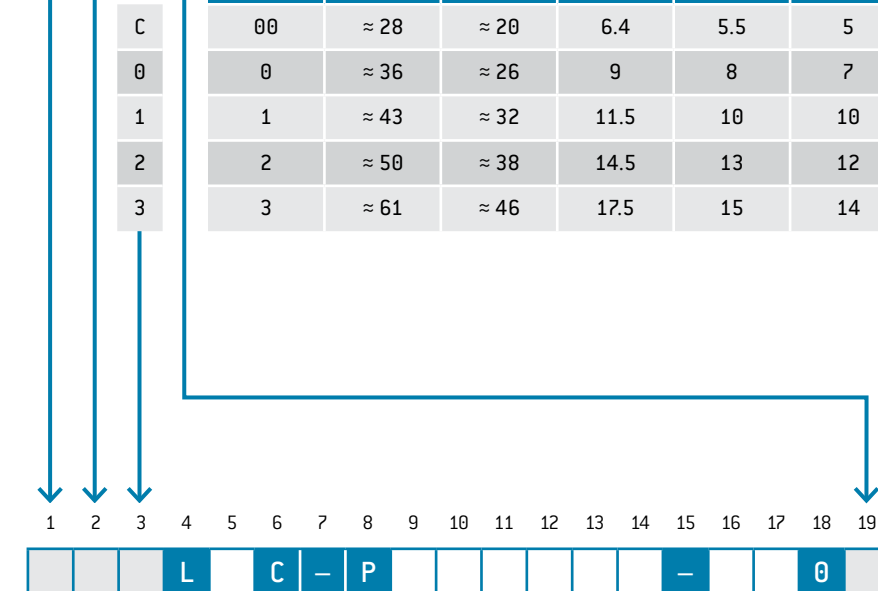 C 00 ≈ 28 ≈ 20 6.4 5.5 5
0 0 ≈ 36 ≈ 26 9 8 7
1 1 ≈ 43 ≈ 32 11.5 10 10
2 2 ≈ 50 ≈ 38 14.5 13 12
3 3 ≈ 61 ≈ 46 17.5 15 14
1 2 3 4 5 6 7 8 9 10 11 12 13 14 15 16 17 18 19
L C – P – 0